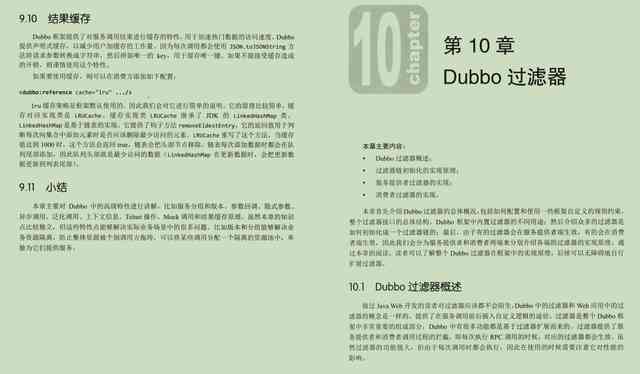 9.10 结果缓存
Dubbo 框架提供了对服务调用结果进行缓存的特性，用于加速热门数据的访问速度，Dubbo
提供声明式缓存，以减少用户加缓存的工作量。因为每次调用都会使用 JSON.toJSONString 方
法将请求参数转换成字符串，然后拼装唯一的 key，用于缓存唯一键。如果不能接受缓存造成
的开销，则谨慎使用这个特性。
如果要使用缓存，则可以在消费方添加如下配置：
<dubbo:reference cache="lru" .../>
lru 缓存策略是框架默认使用的，因此我们会对它进行简单的说明。它的原理比较简单，缓
存对应实现类是 LRUCache。缓存实现类 LRUCache 继承了 JDK 的 LinkedHashMap 类，
LinkedHashMap 是基于链表的实现，它提供了钩子方法 removeEldestEntry，它的返回值用于判
断每次向集合中添加元素时是否应该删除最少访问的元素。LRUCache 重写了这个方法，当缓存
值达到 1000 时，这个方法会返回 true，链表会把头部节点移除。链表每次添加数据时都会在队
列尾部添加，因此队列头部就是最少访问的数据（LinkedHashMap 在更新数据时，会把更新数
据更新到列表尾部）。
9.11 小结
本章主要对 Dubbo 中的高级特性进行讲解，比如服务分组和版本、参数回调、隐式参数、
异步调用、泛化调用、上下文信息、Telnet 操作、Mock 调用和结果缓存原理。虽然本章的知识
点比较独立，但这些特性点能够解决实际业务场景中的很多问题。比如版本和分组能够解决业
务资源隔离，防止整体资源被个别调用方拖垮，可以将某些调用分配一个隔离的资源池中，单
独为它们提供服务。
10
chapter
第 10 章
Dubbo 过滤器
本章主要内容：
• Dubbo 过滤器概述；
• 过滤器链初始化的实现原理；
• 服务提供者过滤器的实现；
• 消费者过滤器的实现。
本章首先介绍 Dubbo 过滤器的总体概况，包括如何配置和使用一些框架自定义的规则约束，
整个过滤器接口的总体结构，Dubbo 框架中内置过滤器的不同用途；然后介绍众多的过滤器是
如何初始化成一个过滤器链的；最后，由于有的过滤器会在服务提供者端生效，有的会在消费
者端生效，因此我们会分为服务提供者和消费者两端来分别介绍各端的过滤器的实现原理。通
过本章的阅读，读者可以了解整个 Dubbo 过滤器在框架中的实现原理，后续可以无障碍地自行
扩展过滤器。
10.1 Dubbo 过滤器概述
做过 Java Web 开发的读者对过滤器应该都不会陌生，Dubbo 中的过滤器和 Web 应用中的过
滤器的概念是一样的，提供了在服务调用前后插入自定义逻辑的途径。过滤器是整个 Dubbo 框
架中非常重要的组成部分，Dubbo 中有很多功能都是基于过滤器扩展而来的。过滤器提供了服
务提供者和消费者调用过程的拦截，即每次执行 RPC 调用的时候，对应的过滤器都会生效。虽
然过滤器的功能强大，但由于每次调用时都会执行，因此在使用的时候需要注意它对性能的
影响。